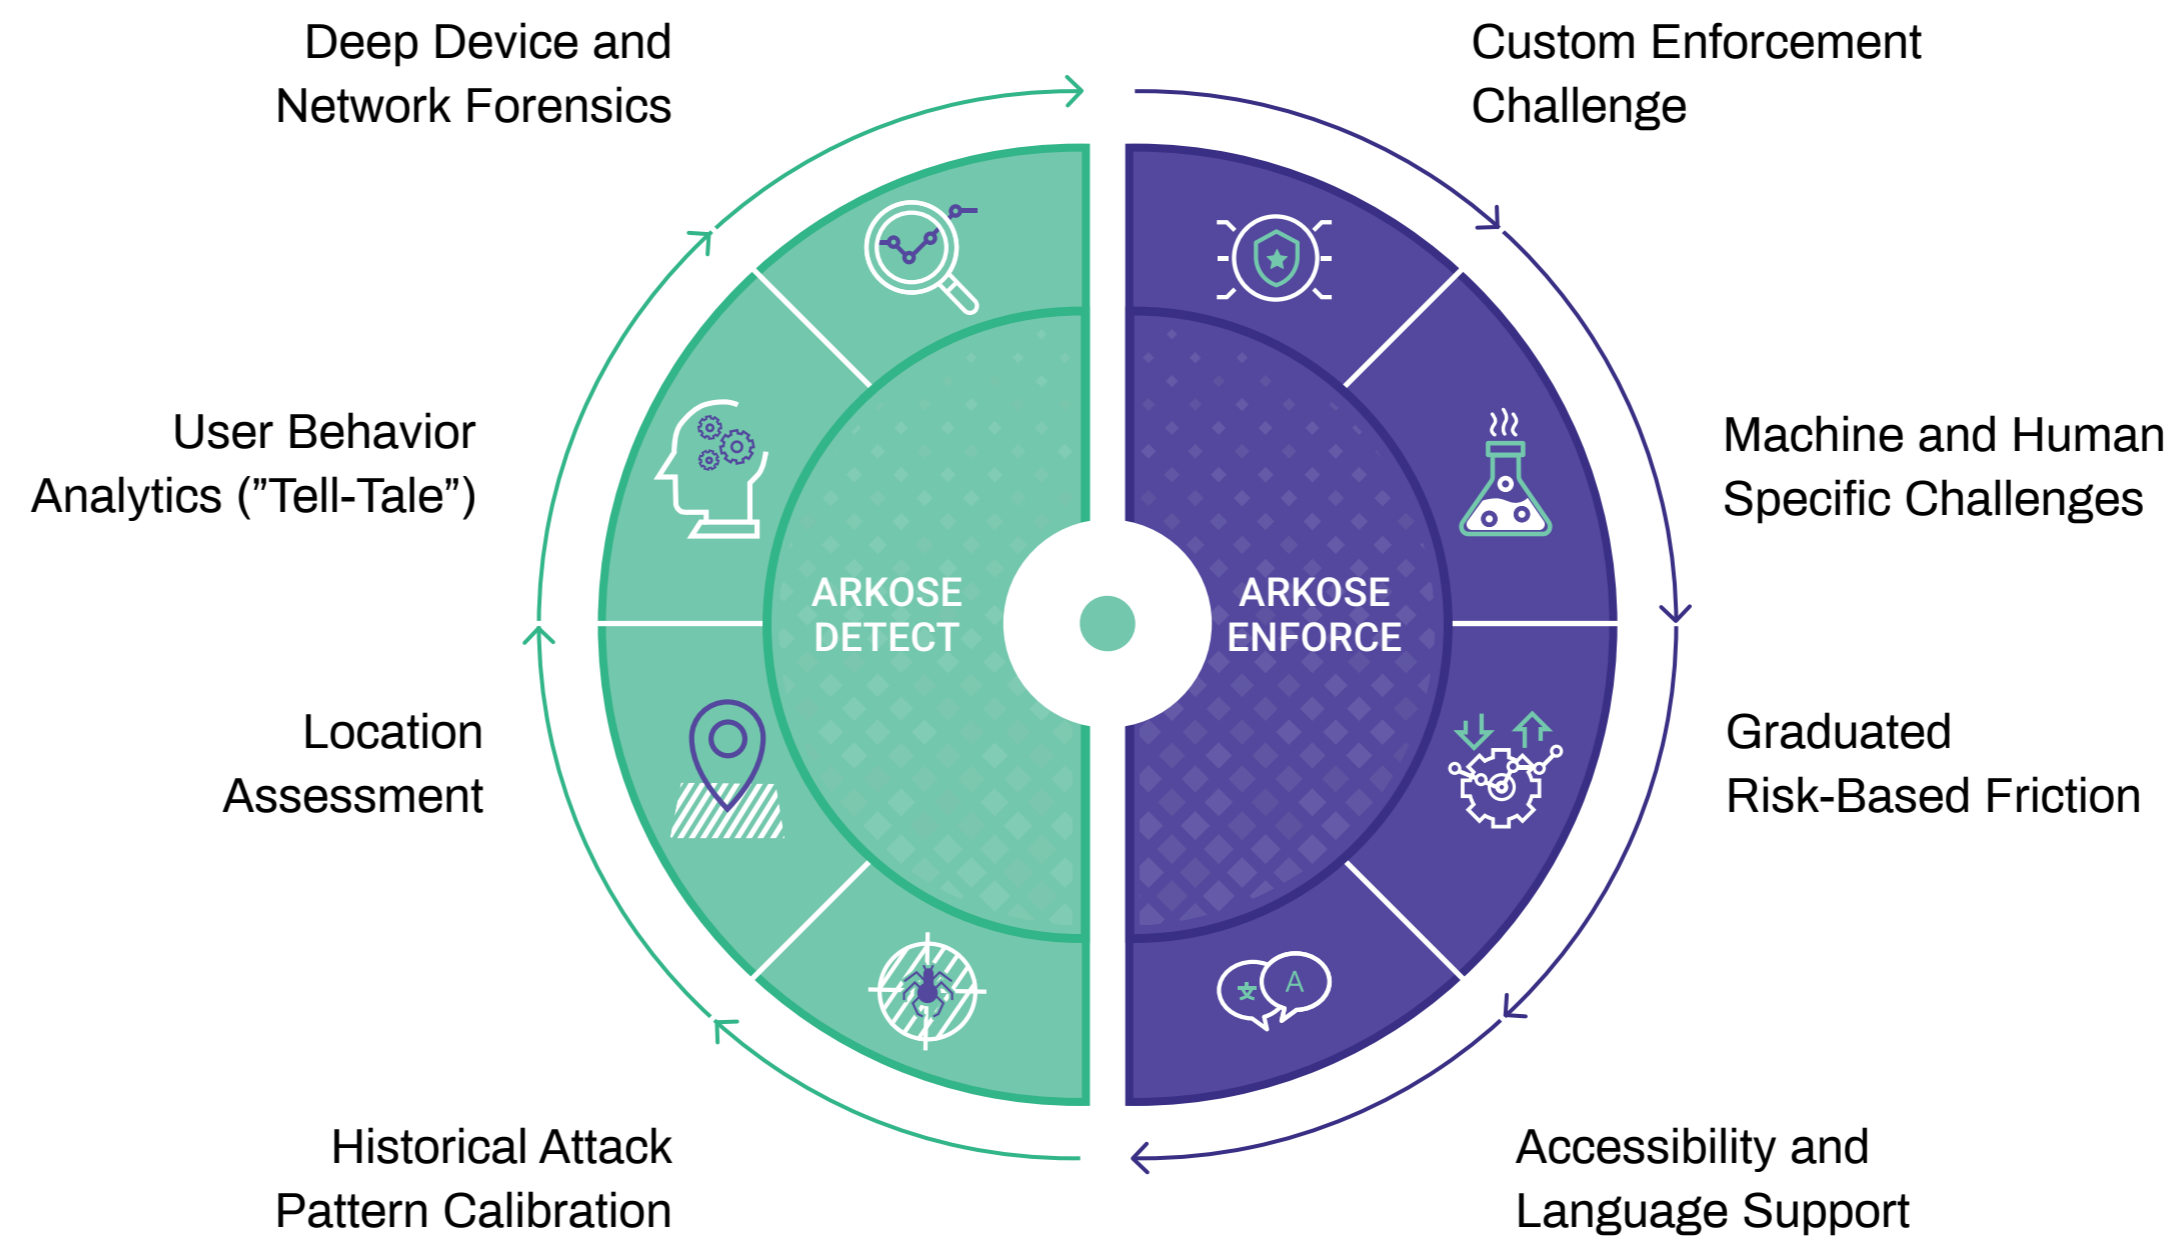 Deep Device and
Network Forensics
Custom Enforcement
Challenge
User Behavior
Analytics (”Tell-Tale”)
Machine and Human
Specific Challenges
ARKOSE
DETECT
ARKOSE
ENFORCE
Location
Assessment
Graduated
Risk-Based Friction
文
A
Historical Attack
Pattern Calibration
Accessibility and
Language Support